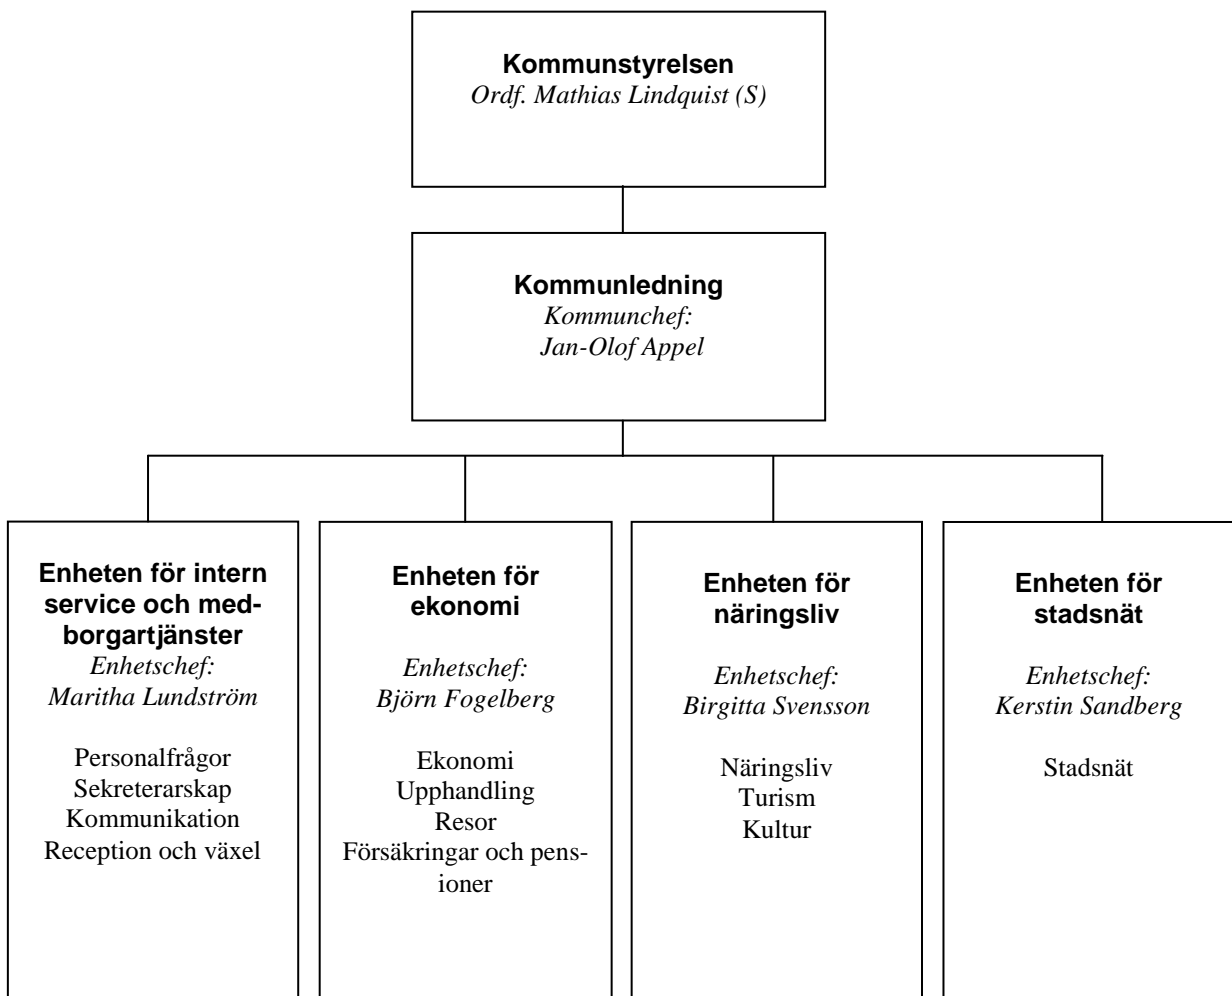 Kommunstyrelsen
Ordf. Mathias Lindquist (S)
Kommunledning
Kommunchef:
Jan-Olof Appel
Enheten för intern
service och med-
borgartjänster
Enhetschef:
Maritha Lundström
Personalfrågor
Sekreterarskap
Kommunikation
Reception och växel
Enheten för
ekonomi
Enhetschef:
Björn Fogelberg
Ekonomi
Upphandling
Resor
Försäkringar och pens-
ioner
Enheten för
näringsliv
Enhetschef:
Birgitta Svensson
Näringsliv
Turism
Kultur
Enheten för
stadsnät
Enhetschef:
Kerstin Sandberg
Stadsnät